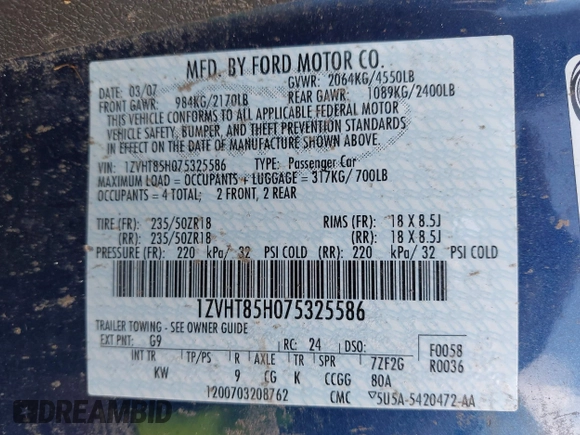 MFD. BY FORD MOTOR CO.
DATE: 03/07 GVWR: 2064KG/4550LB
FRONT GAWR: 984KG/2170LB REAR GAWR: 1089KG/2400LB
THIS VEHICLE CONFORMS TO ALL APPLICABLE FEDERAL MOTOR
VEHICLE SAFETY, BUMPER, AND THEFT PREVENTION STANDARDS
IN EFFECT ON THE DATE OF MANUFACTURE SHOWN ABOVE.
VIN: 1ZVHT85H075325586 TYPE: Passenger Car
MAXIMUM LOAD = OCCUPANTS + LUGGAGE = 317KG/700LB
OCCUPANTS = 4 TOTAL; 2 FRONT, 2 REAR
TIRE (FR): 235/50ZR18 RIMS (FR): 18 X 8.5J
(RR): 235/50ZR18 (RR): 18 X 8.5J
PRESSURE (FR): 220 kPa/ 32 PSI COLD (RR): 220 kPa/ 32 PSI COLD
1ZVHT85H075325586
TRAILER TOWING - SEE OWNER GUIDE
EXT PNT: G9 RC: 24 DSO: F0058
INT TR TP/PS R AXLE TR SPR 7ZF2G R0036
KW 9 CG K CCGG 80A
1200703208762 CMC 5U5A-5420472-AA
DREAMBID